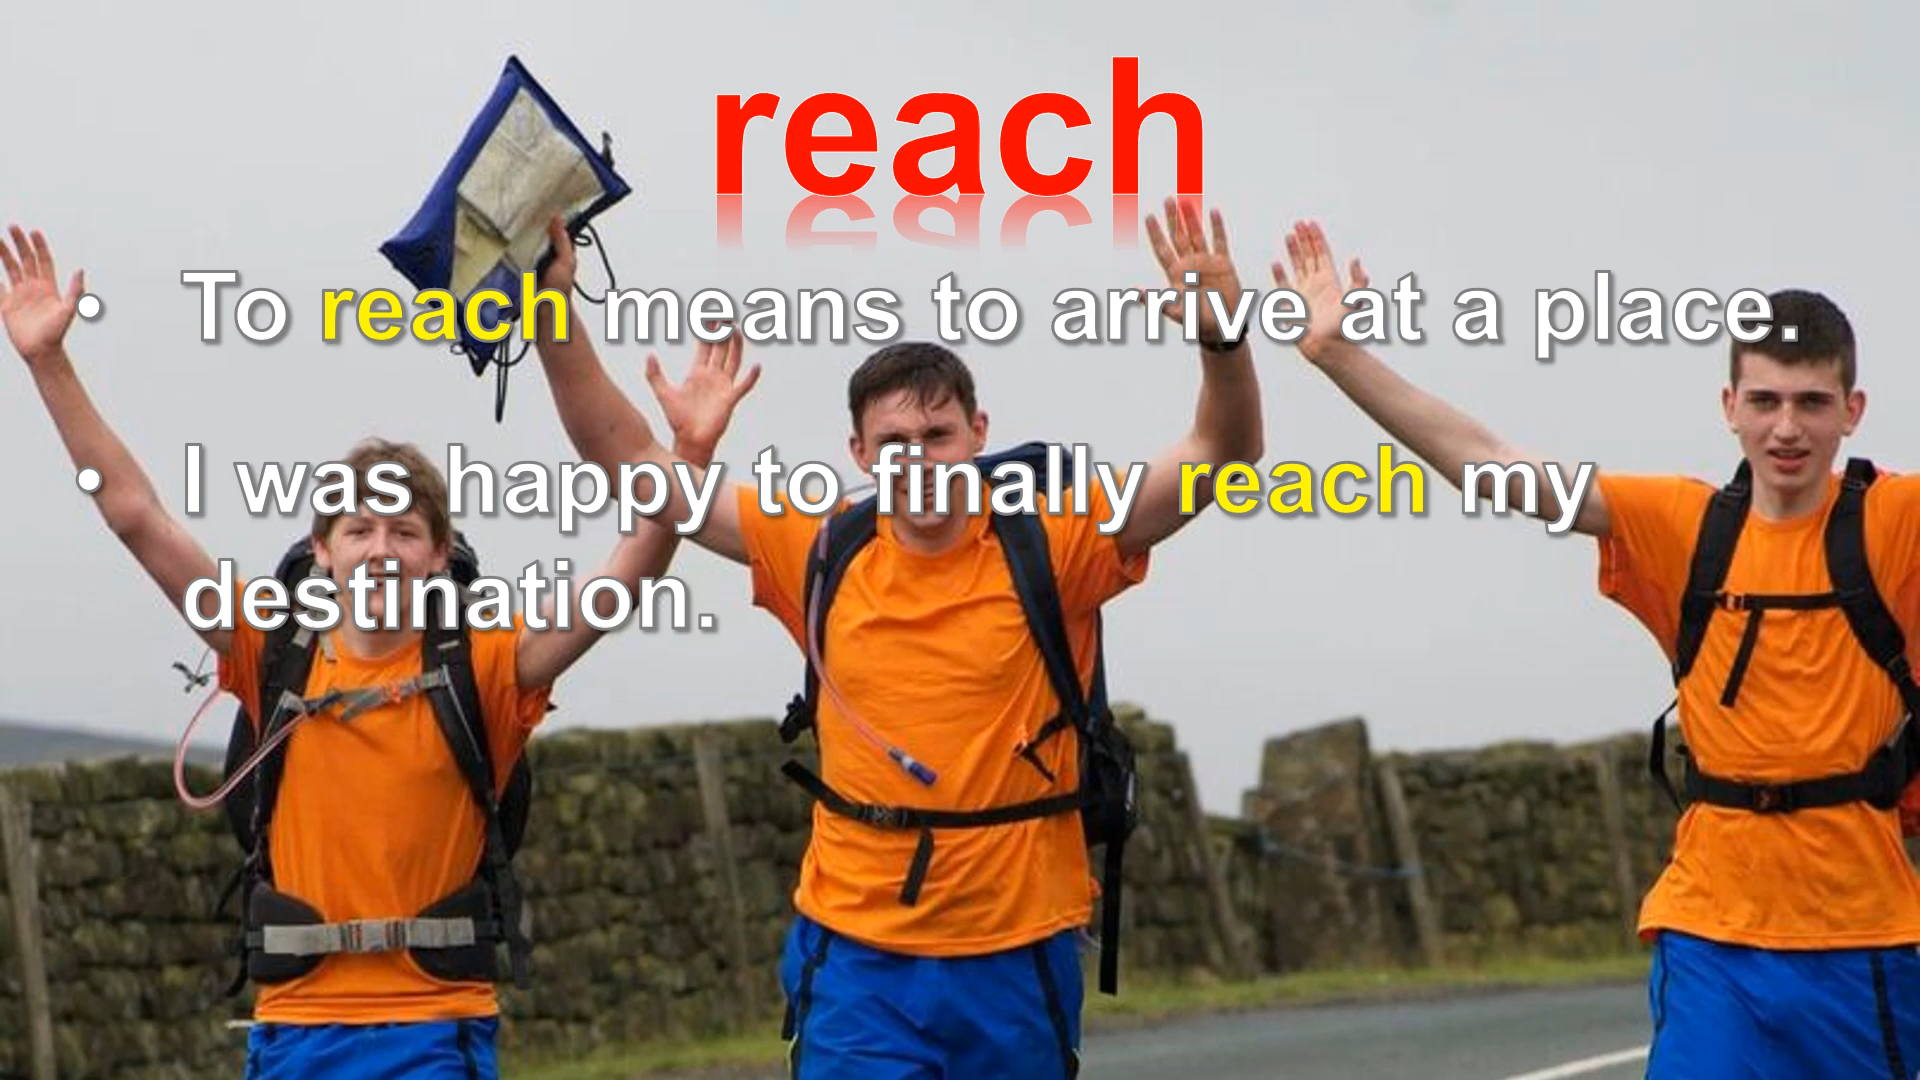 reach
• To reach means to arrive at a place.
• I was happy to finally reach my
destination.